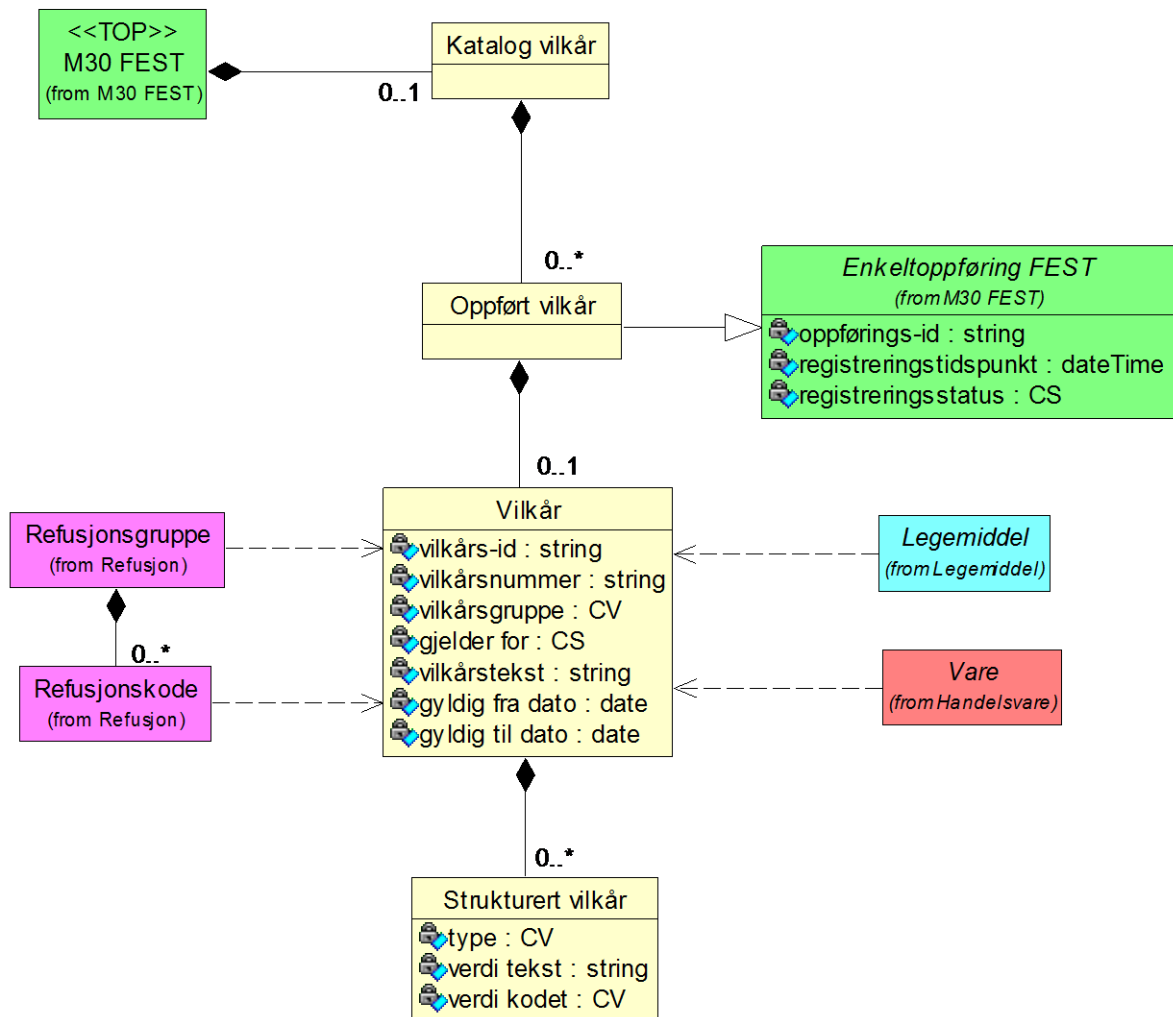 <<TOP>>
M30 FEST
(from M30 FEST)
0..1
Katalog vilkår
0..*
Oppført vilkår
Enkeltoppføring FEST
(from M30 FEST)
oppførings-id : string
registreringstidspunkt : dateTime
registreringsstatus : CS
0..1
Vilkår
vilkårs-id : string
vilkårsnummer : string
vilkårsgruppe : CV
gjelder for : CS
vilkårstekst : string
gyldig fra dato : date
gyldig til dato : date
Refusjonsgruppe
(from Refusjon)
0..*
Refusjonskode
(from Refusjon)
Legemiddel
(from Legemiddel)
Vare
(from Handelsvare)
0..*
Strukturert vilkår
type : CV
verdi tekst : string
verdi kodet : CV